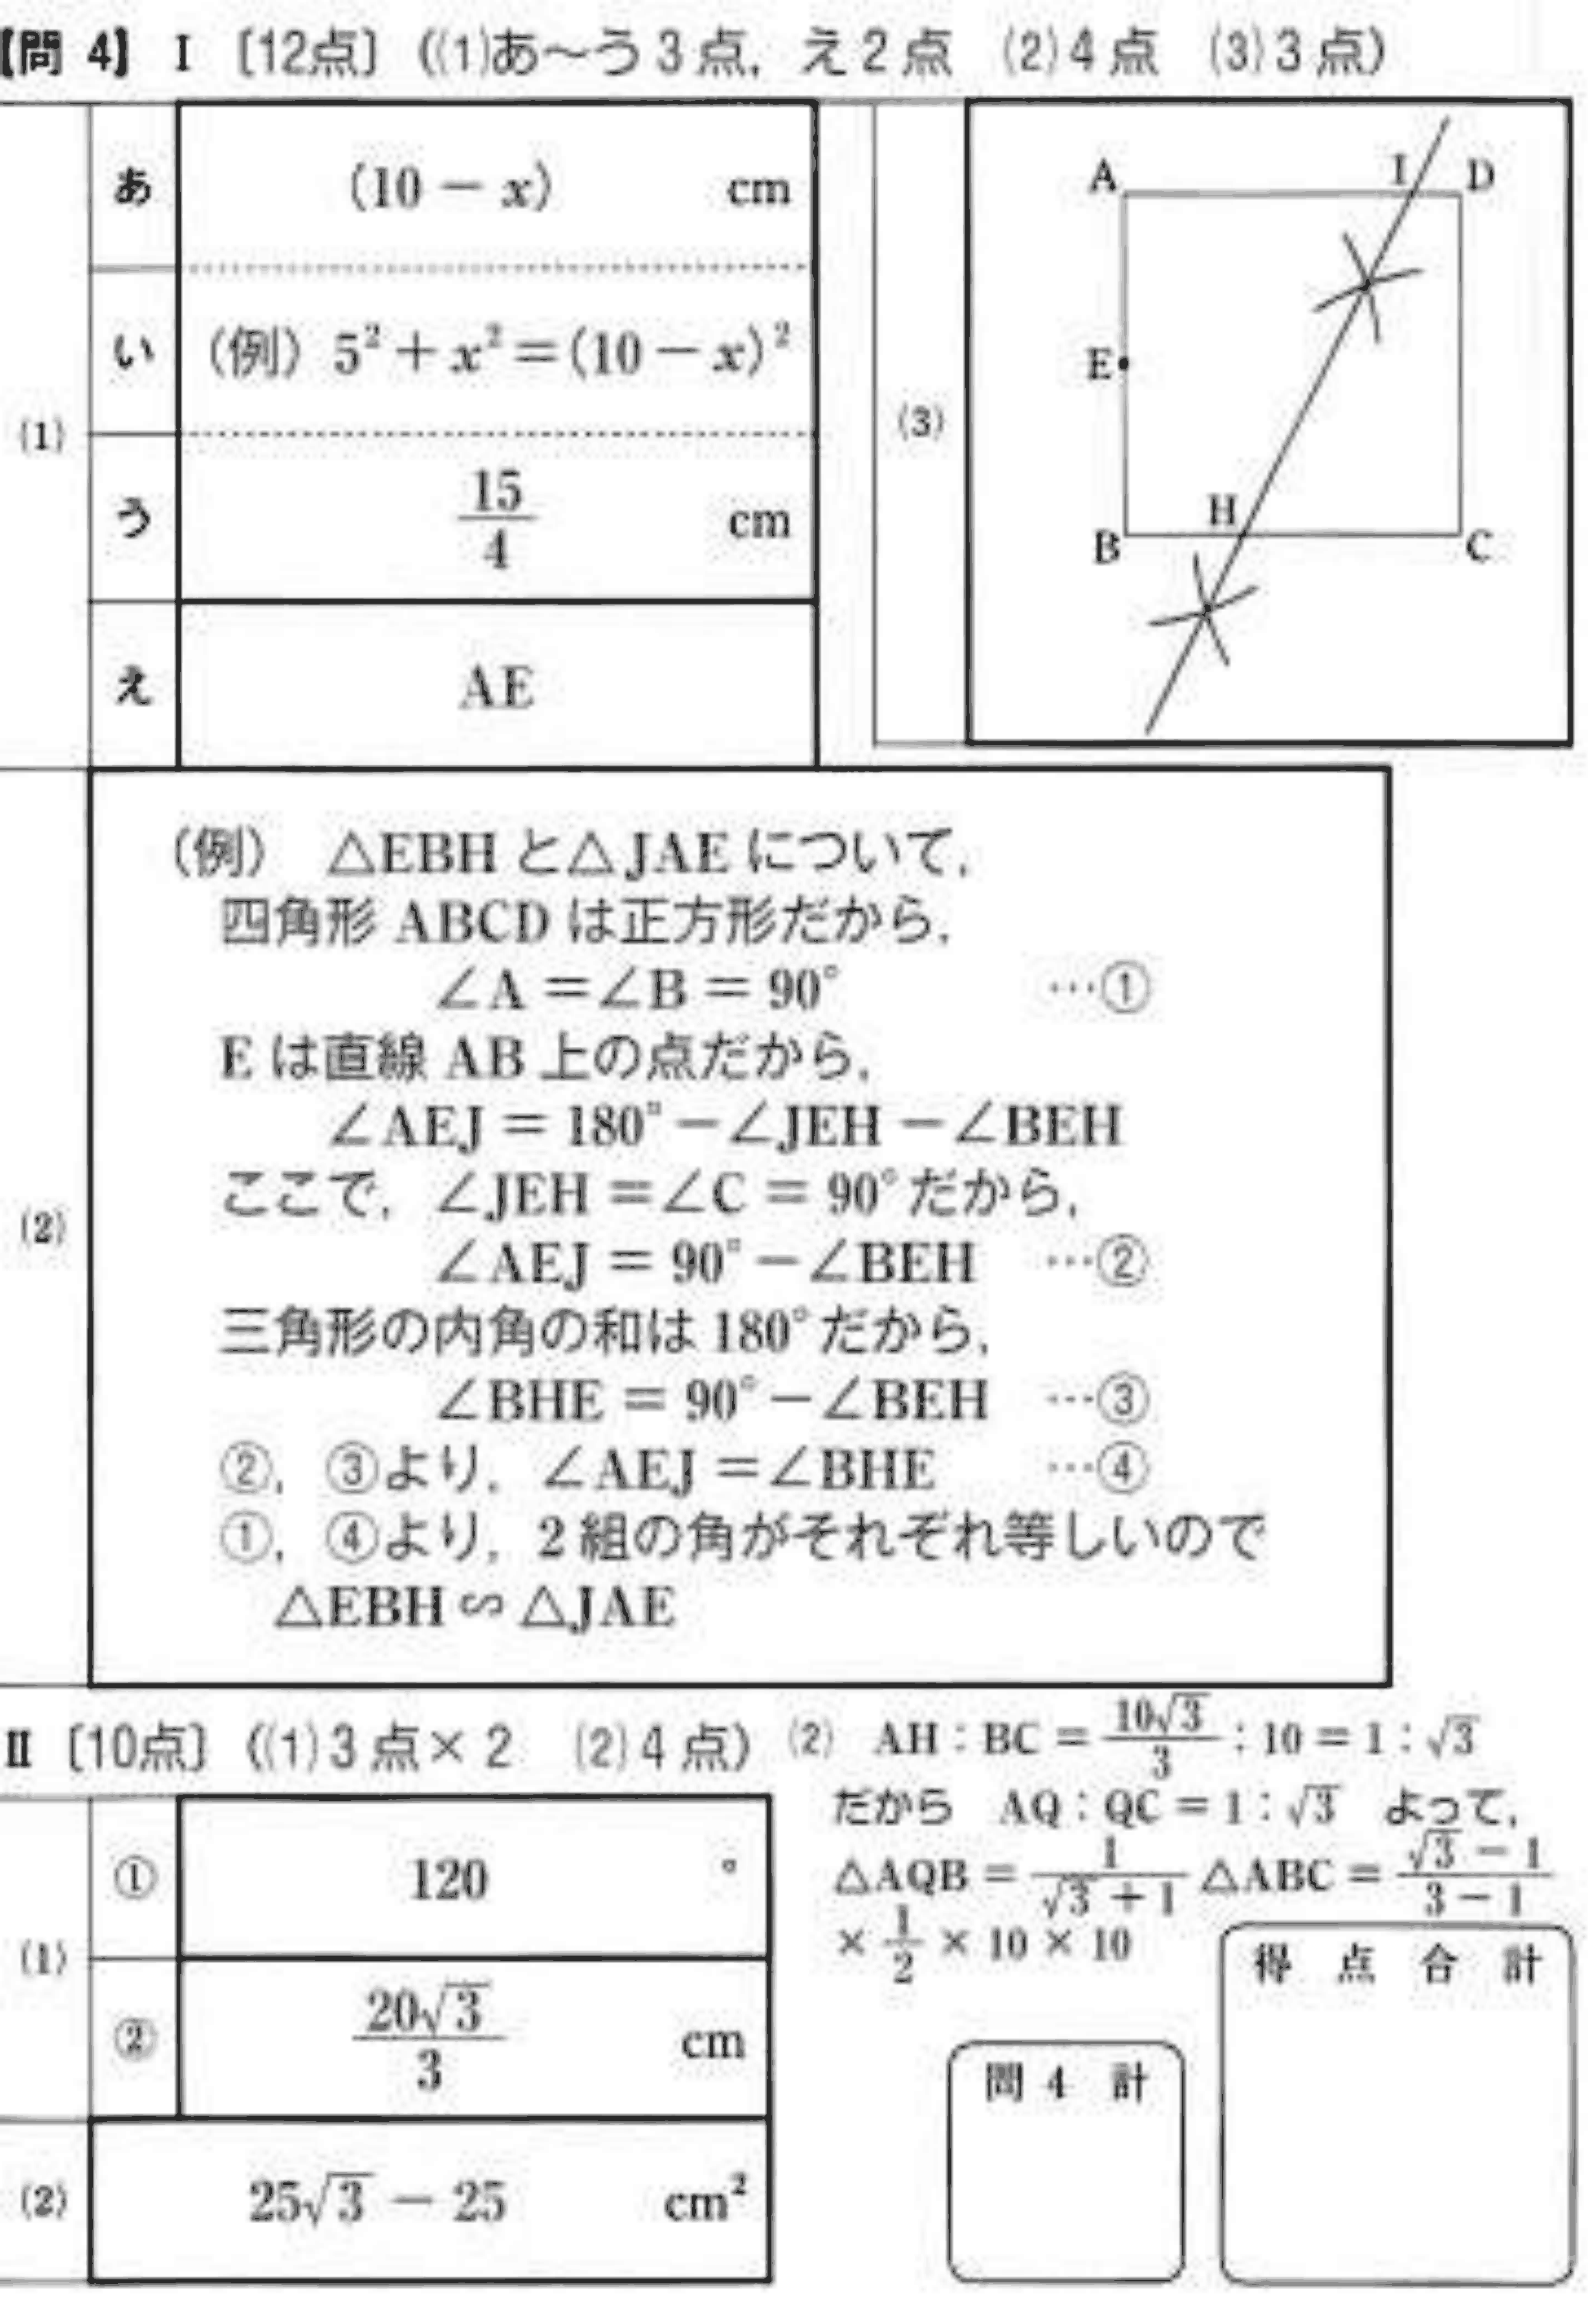 【問 4】 Ⅰ 〔12点〕((1)あ〜う3点, え2点 (2)4点 (3)3点)
(1)
あ (10 − x) cm
い (例) 5² + x² = (10 − x)²
う 15/4 cm
え AE
(3)
A I D
E
H
B C
(2)
(例) △EBH と△JAE について,
四角形 ABCD は正方形だから,
∠A = ∠B = 90° …①
E は直線 AB 上の点だから,
∠AEJ = 180° − ∠JEH − ∠BEH
ここで, ∠JEH = ∠C = 90°だから,
∠AEJ = 90° − ∠BEH …②
三角形の内角の和は 180°だから,
∠BHE = 90° − ∠BEH …③
②, ③より, ∠AEJ = ∠BHE …④
①, ④より, 2組の角がそれぞれ等しいので
△EBH ∽ △JAE
Ⅱ 〔10点〕((1)3点×2 (2)4点)
(1)
① 120 °
② 20√3/3 cm
(2) 25√3 − 25 cm²
(2) AH : BC = 10√3/3 : 10 = 1 : √3
だから AQ : QC = 1 : √3 よって,
△AQB = 1/(√3 + 1) △ABC = (√3 − 1)/(3 − 1)
× 1/2 × 10 × 10
問 4 計
得 点 合 計